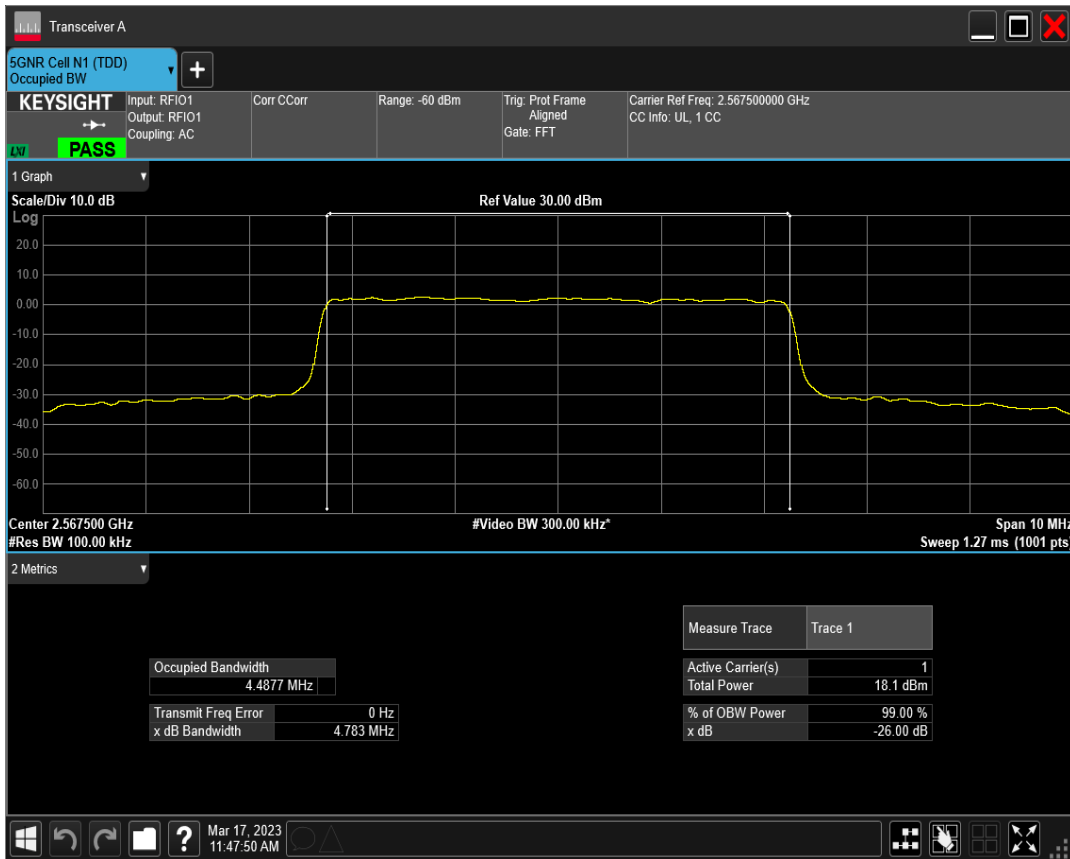 Transceiver A
5GNR Cell N1 (TDD)
Occupied BW
+
KEYSIGHT
LXI
PASS
Input: RFIO1
Output: RFIO1
Coupling: AC
Corr CCorr
Range: -60 dBm
Trig: Prot Frame
Aligned
Gate: FFT
Carrier Ref Freq: 2.567500000 GHz
CC Info: UL, 1 CC
1 Graph
Scale/Div 10.0 dB
Ref Value 30.00 dBm
Log
20.0
10.0
0.00
-10.0
-20.0
-30.0
-40.0
-50.0
-60.0
Center 2.567500 GHz
#Video BW 300.00 kHz*
Span 10 MHz
#Res BW 100.00 kHz
Sweep 1.27 ms (1001 pts)
2 Metrics
Measure Trace Trace 1
Occupied Bandwidth
4.4877 MHz
Active Carrier(s) 1
Total Power 18.1 dBm
Transmit Freq Error 0 Hz
x dB Bandwidth 4.783 MHz
% of OBW Power 99.00 %
x dB -26.00 dB
?
Mar 17, 2023
11:47:50 AM